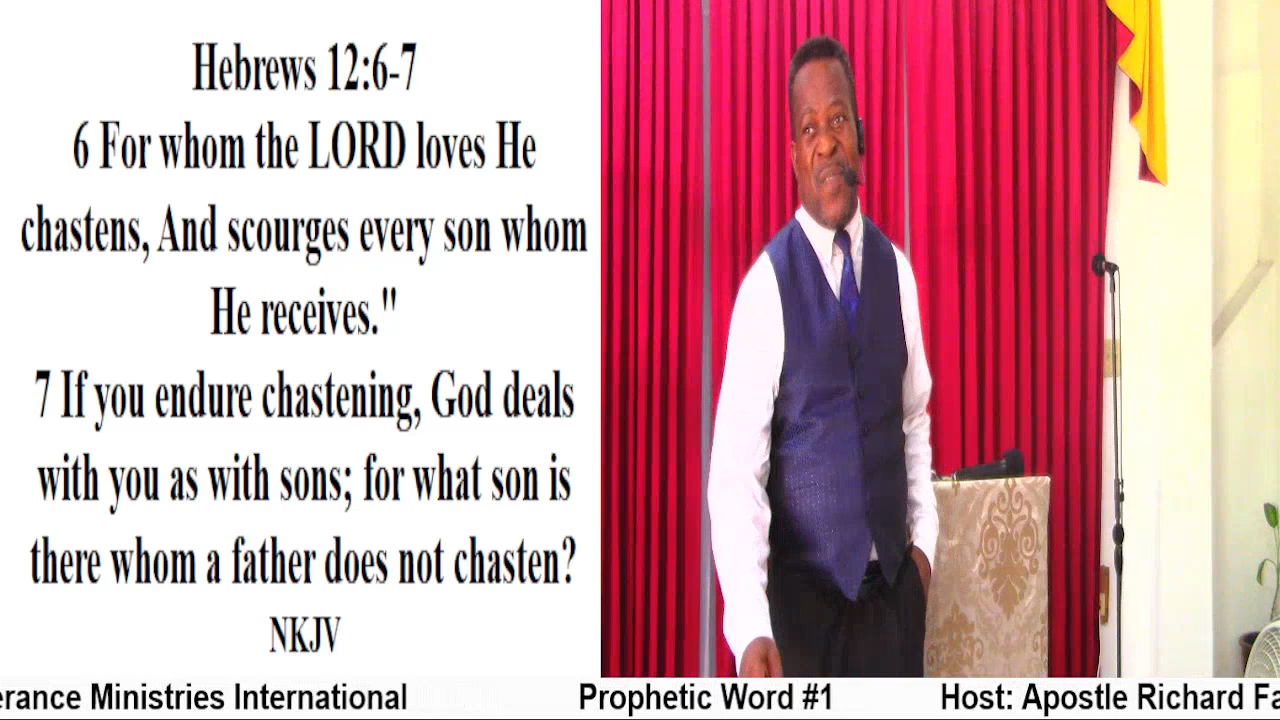 Hebrews 12:6-7
6 For whom the LORD loves He
chastens, And scourges every son whom
He receives."
7 If you endure chastening, God deals
with you as with sons; for what son is
there whom a father does not chasten?
NKJV
Ministries International Prophetic Word #1 Host: Apostle Richard